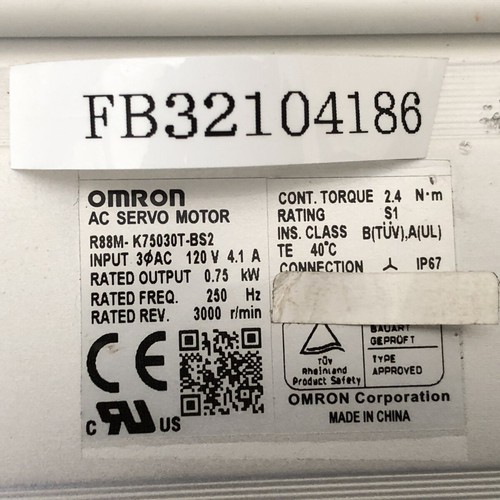 FB32104186
OMRON
AC SERVO MOTOR
R88M- K75030T-BS2
INPUT 3ϕAC 120 V 4.1 A
RATED OUTPUT 0.75 kW
RATED FREQ. 250 Hz
RATED REV. 3000 r/min
CONT. TORQUE 2.4 N·m
RATING S1
INS. CLASS B(TÜV),A(UL)
TE 40℃
CONNECTION IP67
CE
c RU US
TÜV
Rheinland
Product Safety
BAUART
GEPRÜFT
TYPE
APPROVED
OMRON Corporation
MADE IN CHINA